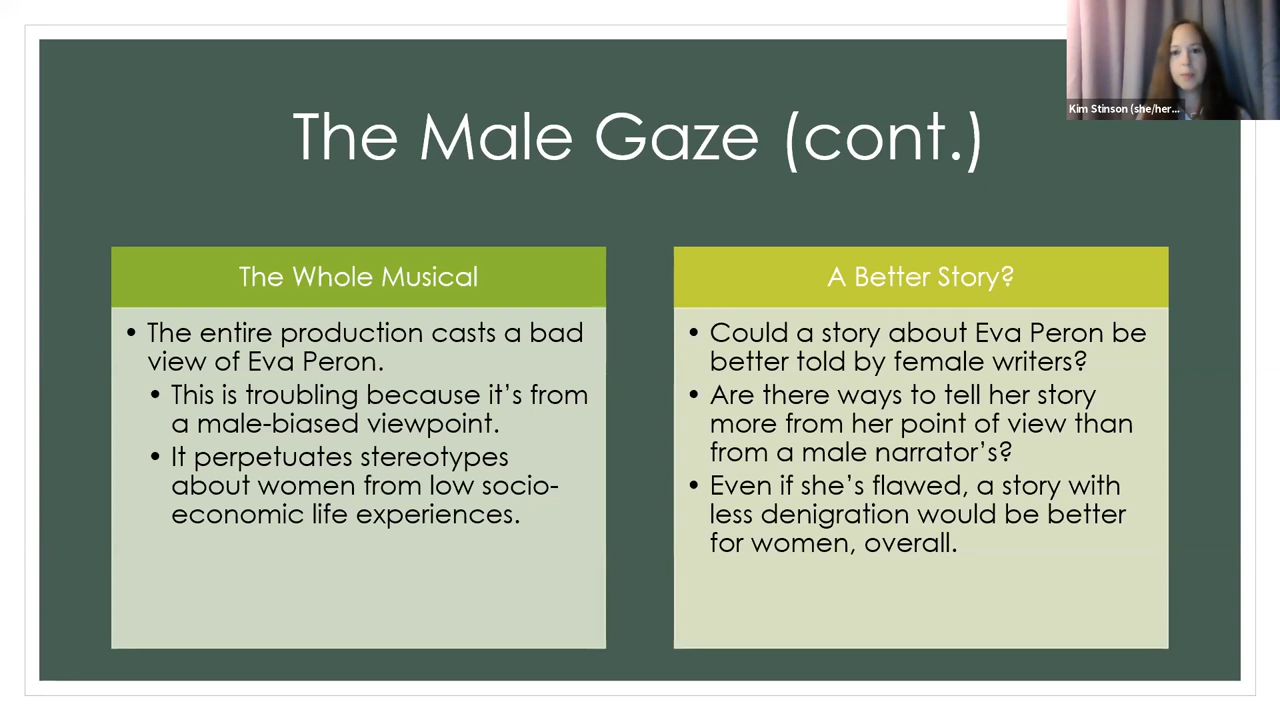 Kim Stinson (she/her...
The Male Gaze (cont.)
The Whole Musical
• The entire production casts a bad
view of Eva Peron.
• This is troubling because it's from
a male-biased viewpoint.
• It perpetuates stereotypes
about women from low socio-
economic life experiences.
A Better Story?
• Could a story about Eva Peron be
better told by female writers?
• Are there ways to tell her story
more from her point of view than
from a male narrator's?
• Even if she's flawed, a story with
less denigration would be better
for women, overall.